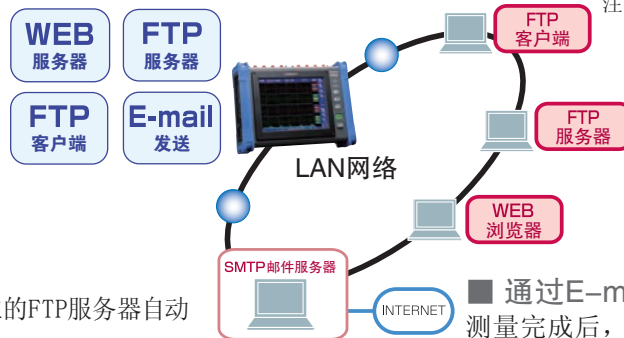 注
WEB
服务器
FTP
服务器
FTP
客户端
E-mail
发送
FTP
客户端
FTP
服务器
LAN网络
WEB
浏览器
SMTP邮件服务器
INTERNET
的FTP服务器自动
■ 通过E-m
测量完成后，